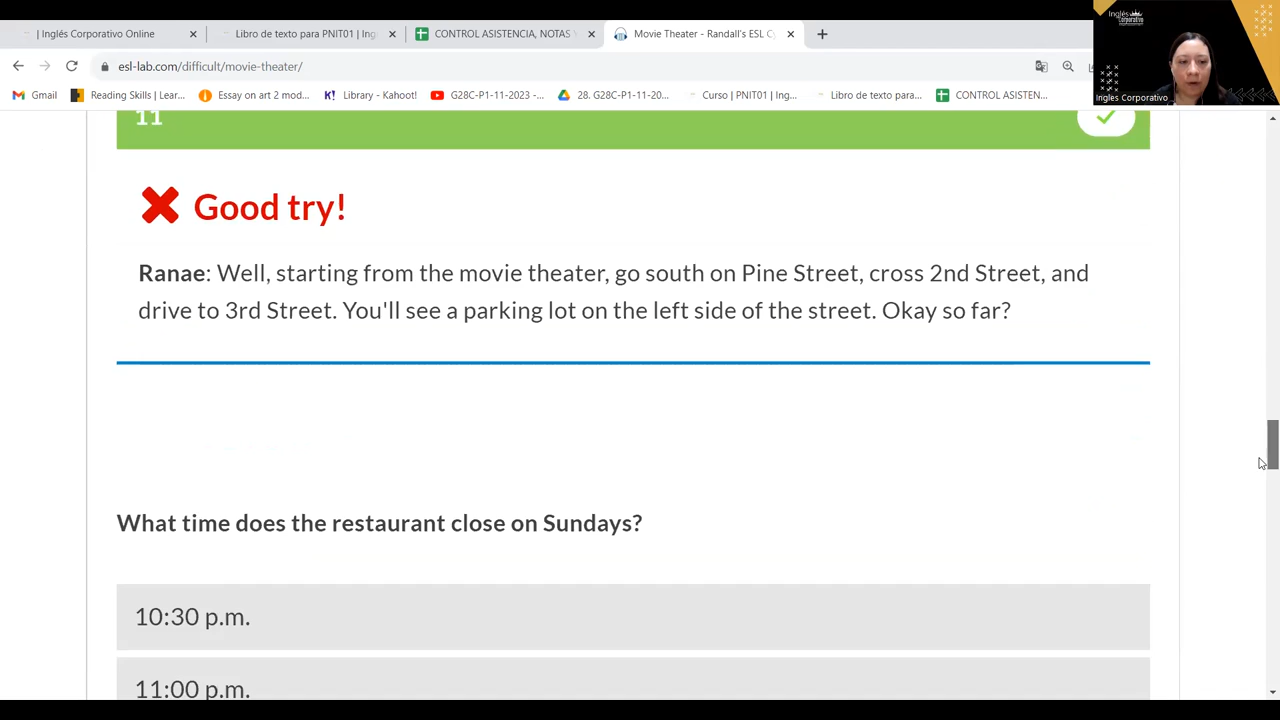 | Inglés Corporativo Online
Libro de texto para PNIT01 | Ing
CONTROL ASISTENCIA, NOTAS Y
Movie Theater - Randall's ESL Cy
esl-lab.com/difficult/movie-theater/
Gmail
Reading Skills | Lear...
Essay on art 2 mod...
Library - Kahoot!
G28C-P1-11-2023 -...
28. G28C-P1-11-20...
Curso | PNIT01 | Ing...
Libro de texto para...
CONTROL ASISTEN...
Inglés
Corporativo
Ingles Corporativo
11
Good try!
Ranae: Well, starting from the movie theater, go south on Pine Street, cross 2nd Street, and
drive to 3rd Street. You'll see a parking lot on the left side of the street. Okay so far?
What time does the restaurant close on Sundays?
10:30 p.m.
11:00 p.m.